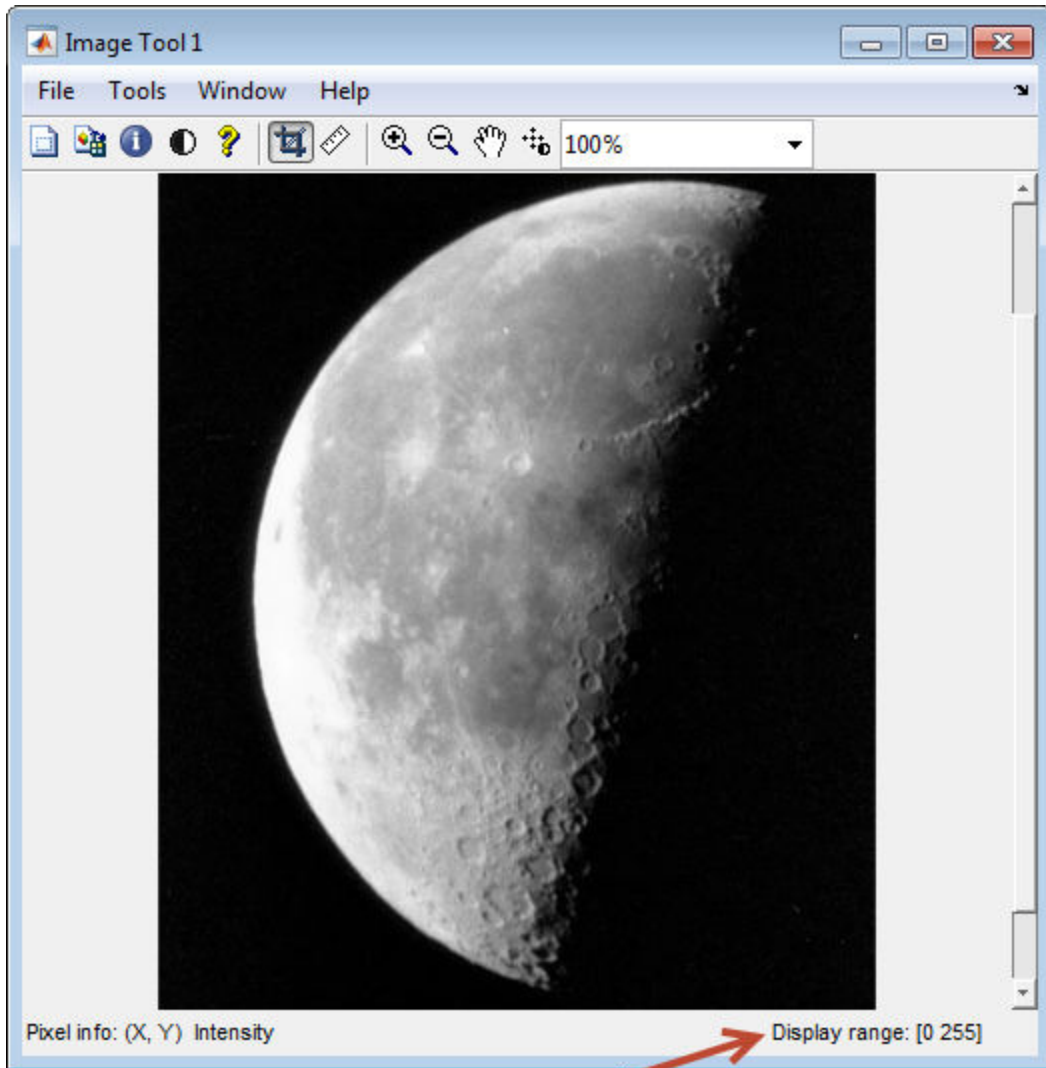 Image Tool 1
File Tools Window Help
100%
Pixel info: (X, Y) Intensity Display range: [0 255]